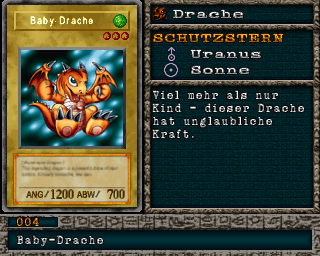 Baby-Drache
ANG/1200 ABW/ 700
Drache
SCHUTZSTERN
Uranus
Sonne
Viel mehr als nur
Kind - dieser Drache
hat unglaubliche
Kraft.
004
Baby-Drache